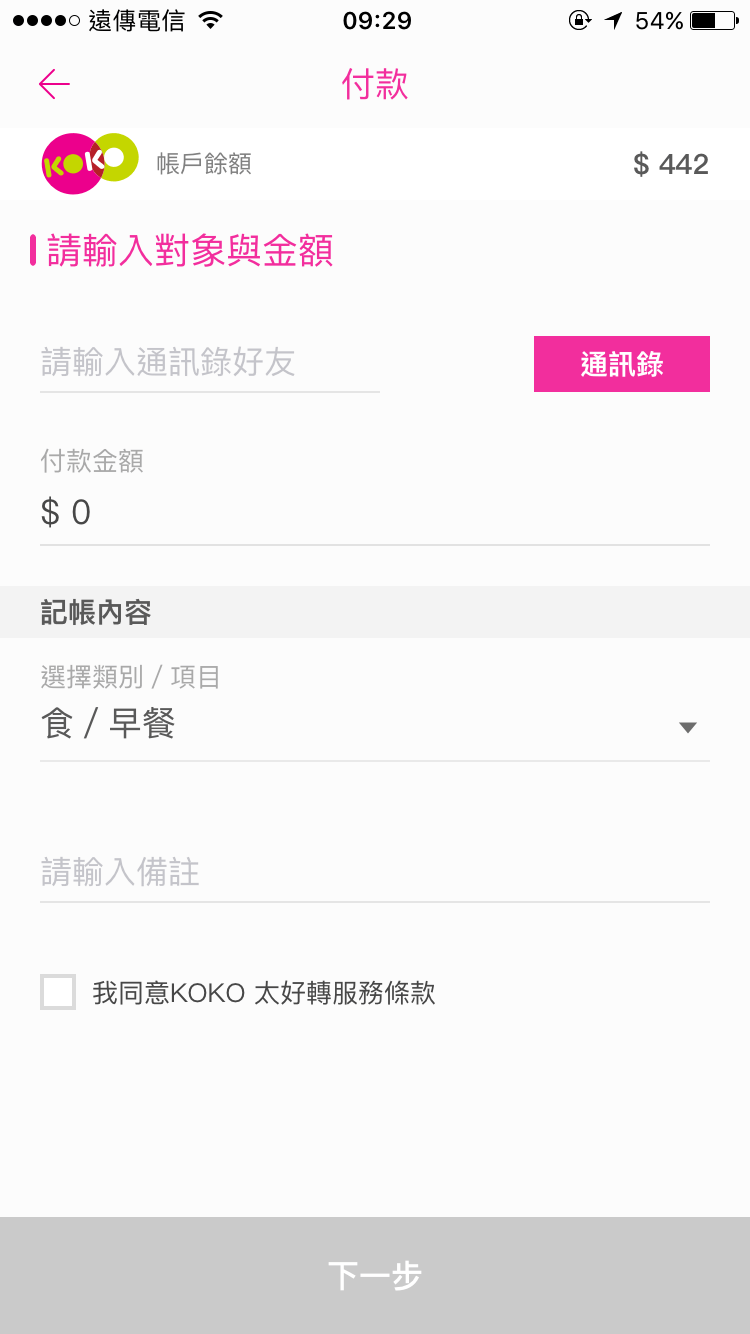 遠傳電信 09:29 54%
付款
KOKO 帳戶餘額 $ 442
請輸入對象與金額
請輸入通訊錄好友 通訊錄
付款金額
$ 0
記帳內容
選擇類別 / 項目
食 / 早餐
請輸入備註
我同意KOKO 太好轉服務條款
下一步